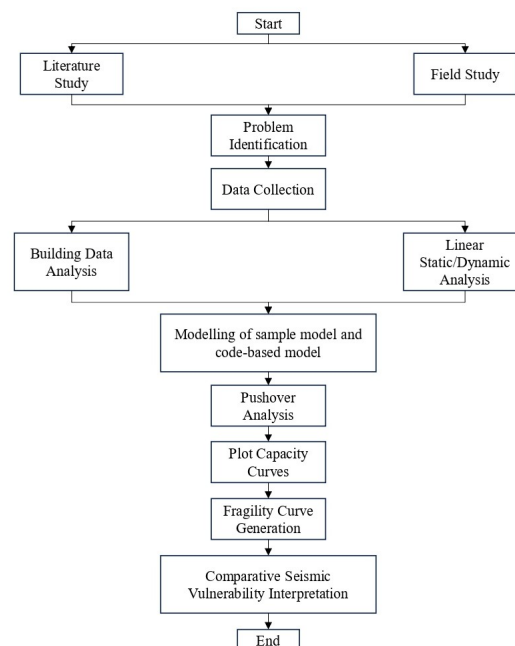 Start
Literature
Study
Field Study
Problem
Identification
Data Collection
Building Data
Analysis
Linear
Static/Dynamic
Analysis
Modelling of sample model and
code-based model
Pushover
Analysis
Plot Capacity
Curves
Fragility Curve
Generation
Comparative Seismic
Vulnerability Interpretation
End